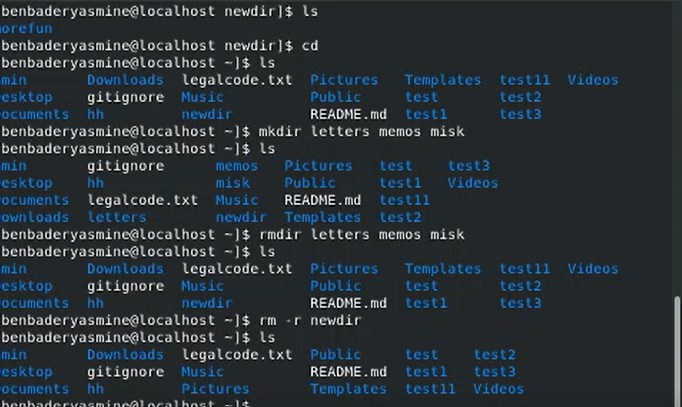 benbaderyasmine@localhost newdir]$ ls
orefun
benbaderyasmine@localhost newdir]$ cd
benbaderyasmine@localhost ~]$ ls
min Downloads legalcode.txt Pictures Templates test11 Videos
esktop gitignore Music Public test test2
ocuments hh newdir README.md test1 test3
benbaderyasmine@localhost ~]$ mkdir letters memos misk
benbaderyasmine@localhost ~]$ ls
min gitignore memos Pictures test test3
esktop hh misk Public test1 Videos
ocuments legalcode.txt Music README.md test11
ownloads letters newdir Templates test2
benbaderyasmine@localhost ~]$ rmdir letters memos misk
benbaderyasmine@localhost ~]$ ls
min Downloads legalcode.txt Pictures Templates test11 Videos
esktop gitignore Music Public test test2
ocuments hh newdir README.md test1 test3
benbaderyasmine@localhost ~]$ rm -r newdir
benbaderyasmine@localhost ~]$ ls
min Downloads legalcode.txt Public test test2
esktop gitignore Music README.md test1 test3
ocuments hh Pictures Templates test11 Videos
benbaderyasmine@localhost ~]$